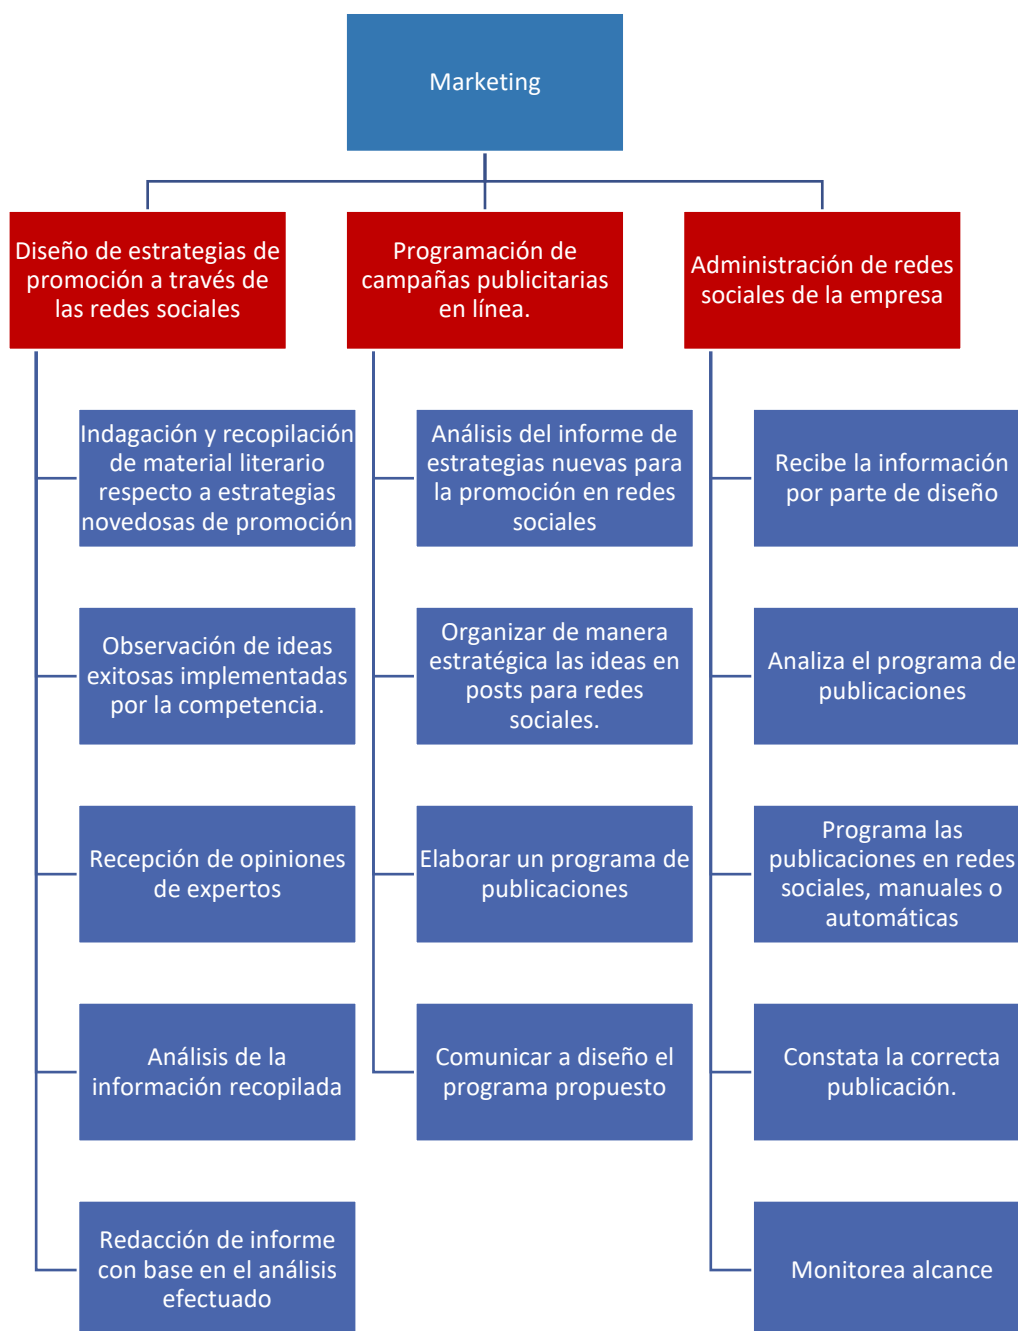 Marketing
Diseño de estrategias de
promoción a través de
las redes sociales
Indagación y recopilación
de material literario
respecto a estrategias
novedosas de promoción
Observación de ideas
exitosas implementadas
por la competencia.
Recepción de opiniones
de expertos
Análisis de la
información recopilada
Redacción de informe
con base en el análisis
efectuado
Programación de
campañas publicitarias
en línea.
Análisis del informe de
estrategias nuevas para
la promoción en redes
sociales
Organizar de manera
estratégica las ideas en
posts para redes
sociales.
Elaborar un programa de
publicaciones
Comunicar a diseño el
programa propuesto
Administración de redes
sociales de la empresa
Recibe la información
por parte de diseño
Analiza el programa de
publicaciones
Programa las
publicaciones en redes
sociales, manuales o
automáticas
Constata la correcta
publicación.
Monitorea alcance